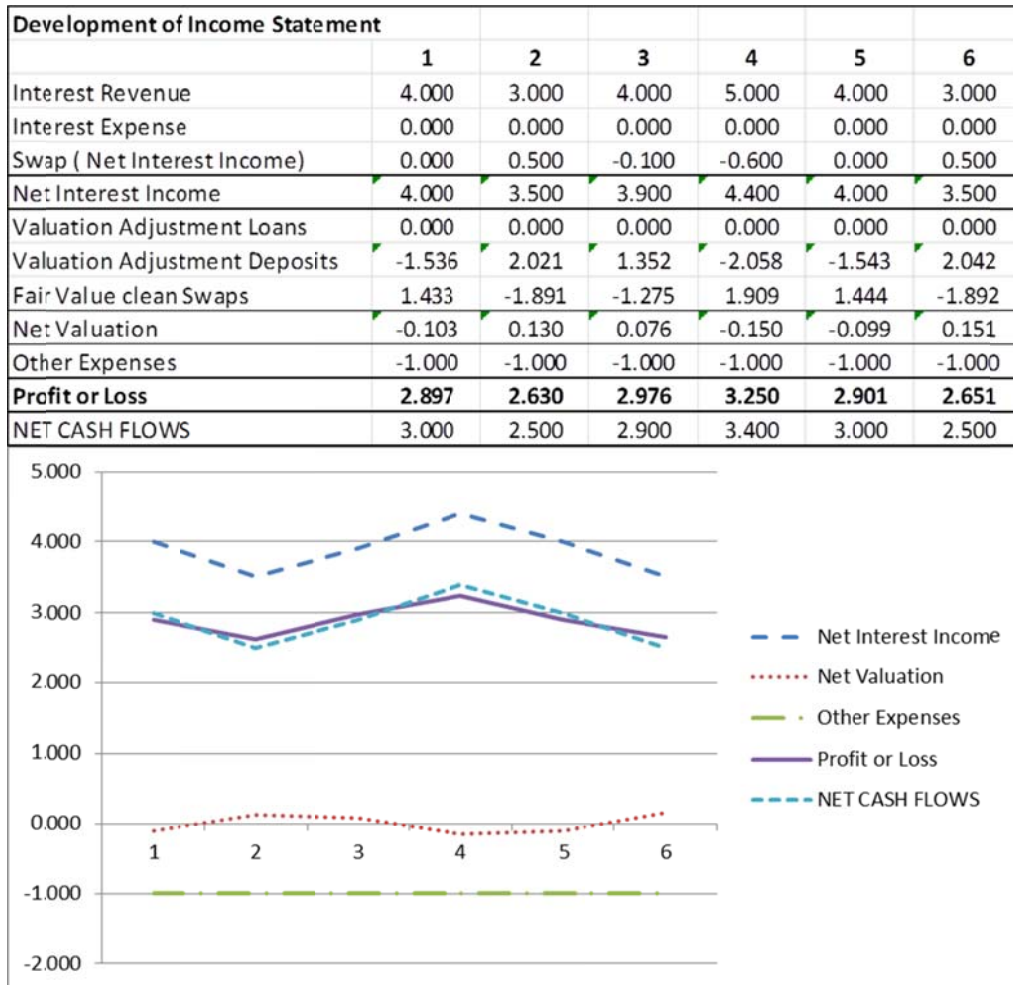 Development of Income Statement
1 2 3 4 5 6
Interest Revenue 4.000 3.000 4.000 5.000 4.000 3.000
Interest Expense 0.000 0.000 0.000 0.000 0.000 0.000
Swap ( Net Interest Income) 0.000 0.500 -0.100 -0.600 0.000 0.500
Net Interest Income 4.000 3.500 3.900 4.400 4.000 3.500
Valuation Adjustment Loans 0.000 0.000 0.000 0.000 0.000 0.000
Valuation Adjustment Deposits -1.536 2.021 1.352 -2.058 -1.543 2.042
Fair Value clean Swaps 1.433 -1.891 -1.275 1.909 1.444 -1.892
Net Valuation -0.103 0.130 0.076 -0.150 -0.099 0.151
Other Expenses -1.000 -1.000 -1.000 -1.000 -1.000 -1.000
Profit or Loss 2.897 2.630 2.976 3.250 2.901 2.651
NET CASH FLOWS 3.000 2.500 2.900 3.400 3.000 2.500
5.000
4.000
3.000
2.000
1.000
0.000
-1.000
-2.000
1 2 3 4 5 6
Net Interest Income
Net Valuation
Other Expenses
Profit or Loss
NET CASH FLOWS